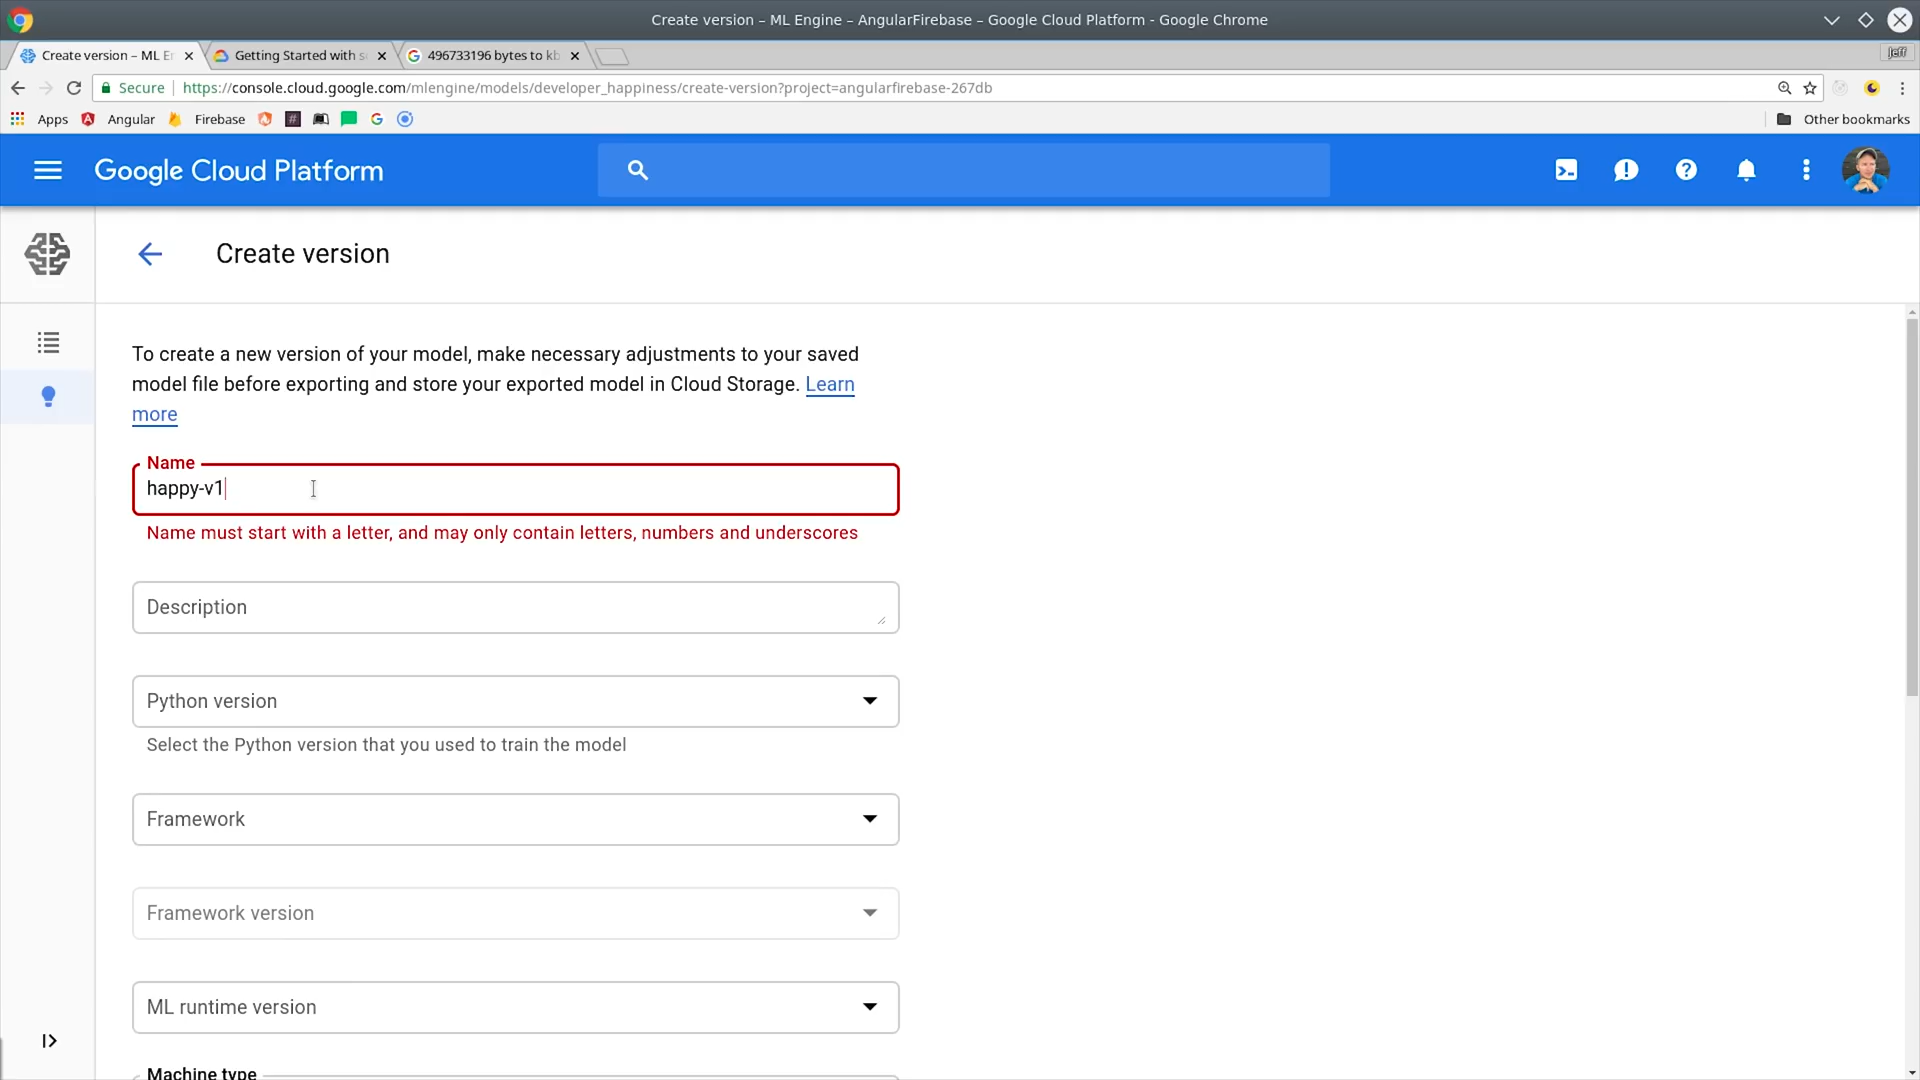 Create version – ML Engine – AngularFirebase – Google Cloud Platform - Google Chrome
Create version – ML En
Getting Started with s
496733196 bytes to kb
Jeff
Secure
https://console.cloud.google.com/mlengine/models/developer_happiness/create-version?project=angularfirebase-267db
Apps
Angular
Firebase
Other bookmarks
Google Cloud Platform
Create version
To create a new version of your model, make necessary adjustments to your saved
model file before exporting and store your exported model in Cloud Storage. Learn
more
Name
happy-v1
Name must start with a letter, and may only contain letters, numbers and underscores
Description
Python version
Select the Python version that you used to train the model
Framework
Framework version
ML runtime version
Machine type